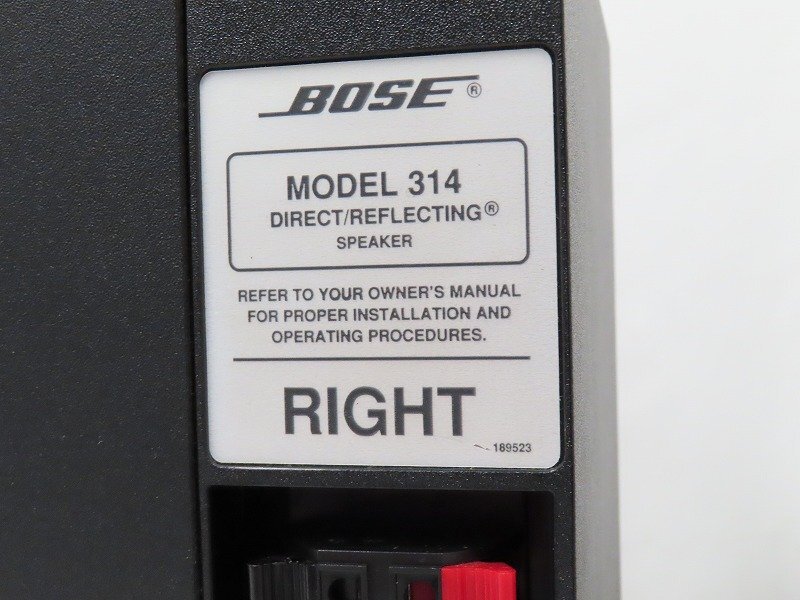 BOSE®
MODEL 314
DIRECT/REFLECTING®
SPEAKER
REFER TO YOUR OWNER'S MANUAL
FOR PROPER INSTALLATION AND
OPERATING PROCEDURES.
RIGHT
189523